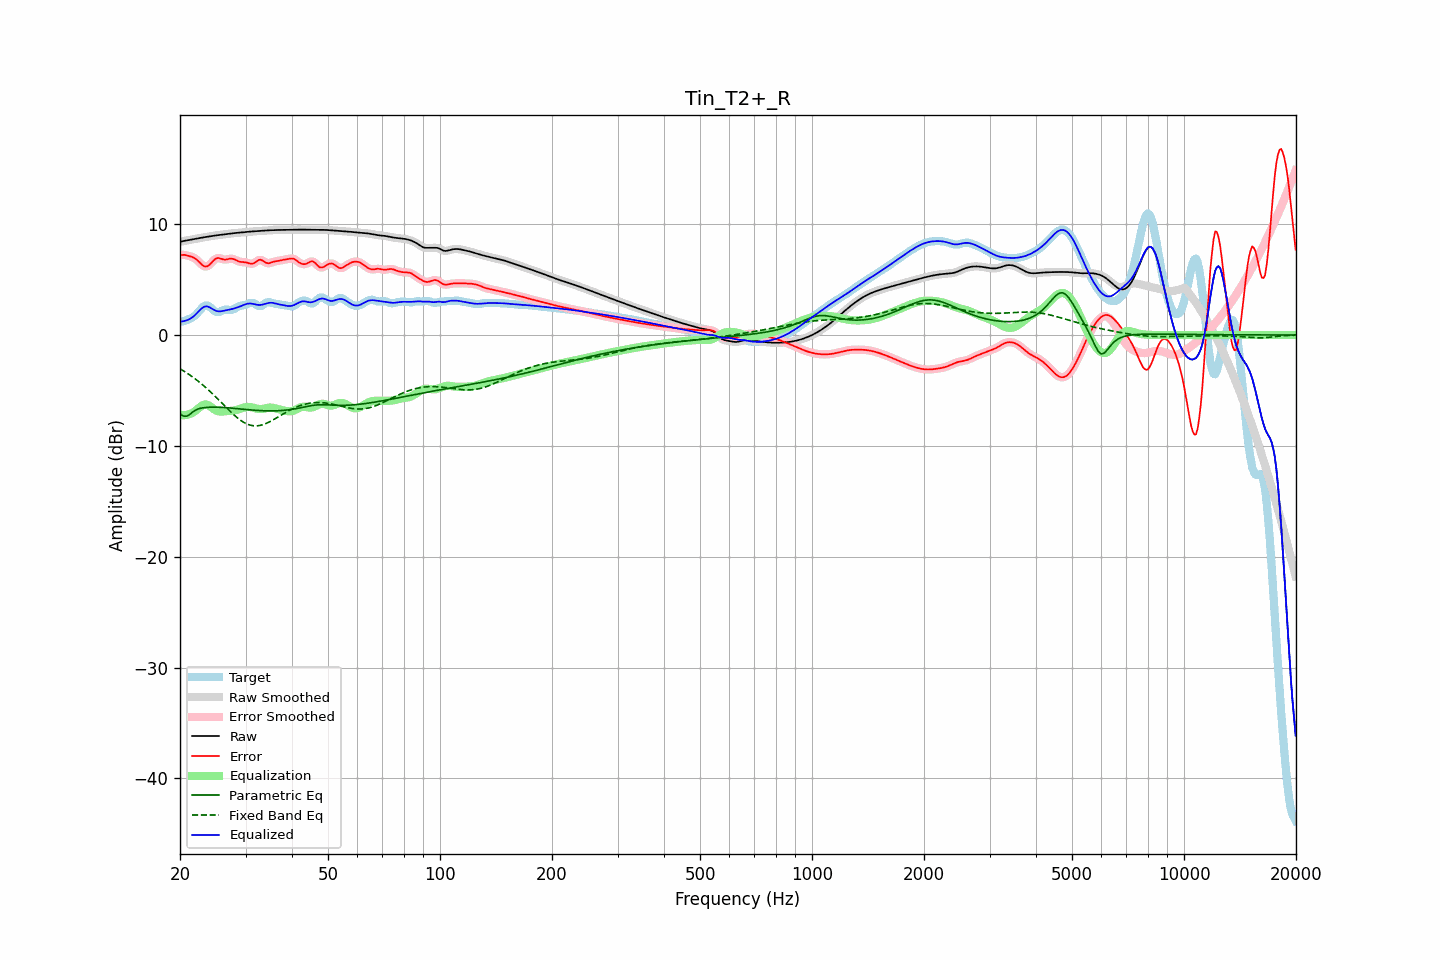 Tin_T2+_R
10
0
−10
−20
−30
−40
Amplitude (dBr)
Target
Raw Smoothed
Error Smoothed
Raw
Error
Equalization
Parametric Eq
Fixed Band Eq
Equalized
20 50 100 200 500 1000 2000 5000 10000 20000
Frequency (Hz)